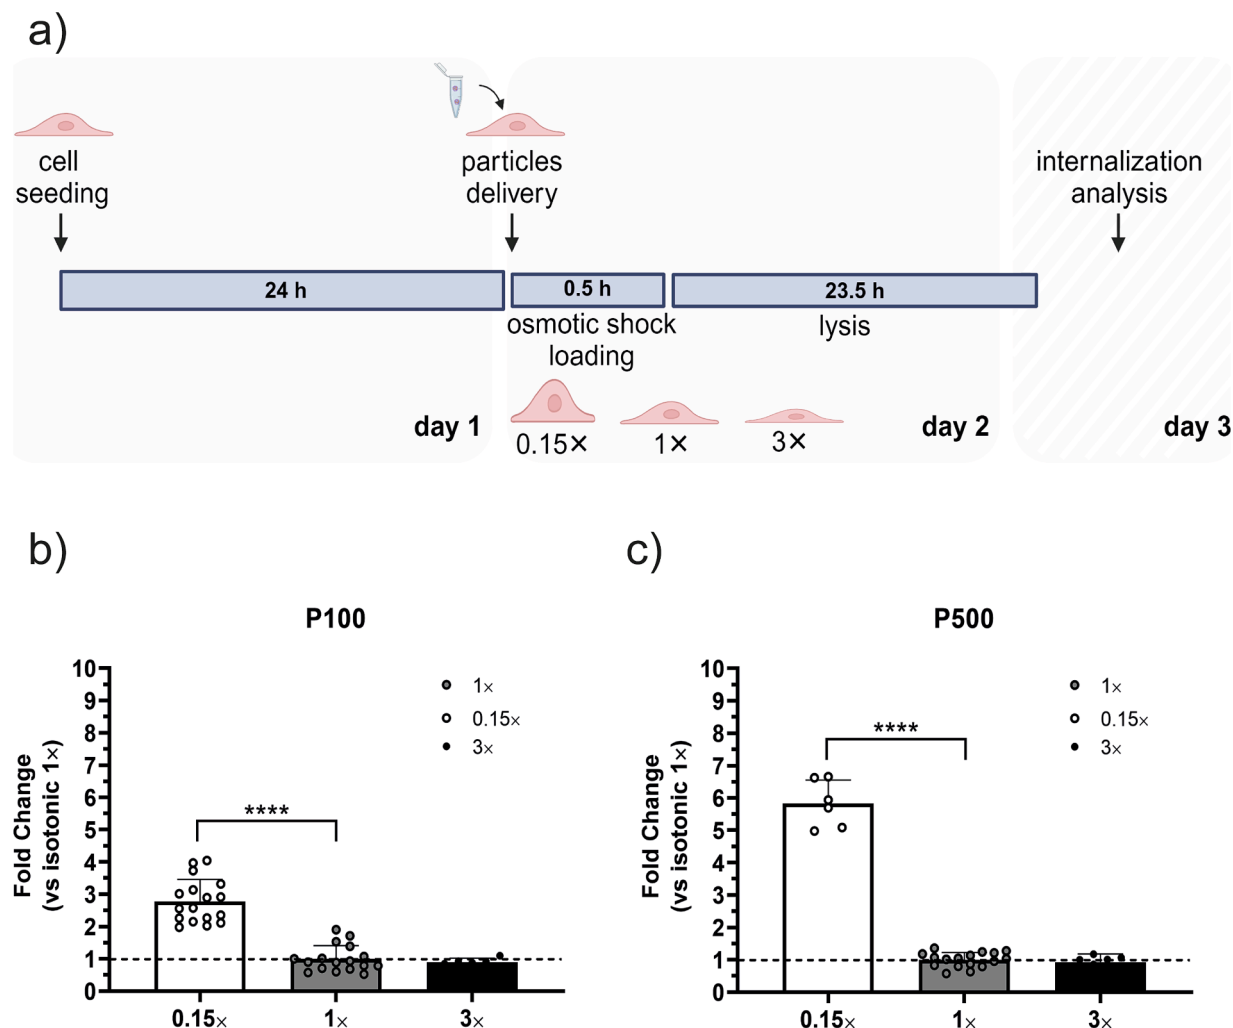 a)
cell
seeding
particles
delivery
internalization
analysis
24 h
0.5 h
23.5 h
osmotic shock
loading
lysis
0.15×
1×
3×
day 1
day 2
day 3
b)
P100
Fold Change
(vs isotonic 1×)
10
9
8
7
6
5
4
3
2
1
0
****
1×
0.15×
3×
0.15×
1×
3×
c)
P500
Fold Change
(vs isotonic 1×)
10
9
8
7
6
5
4
3
2
1
0
****
1×
0.15×
3×
0.15×
1×
3×